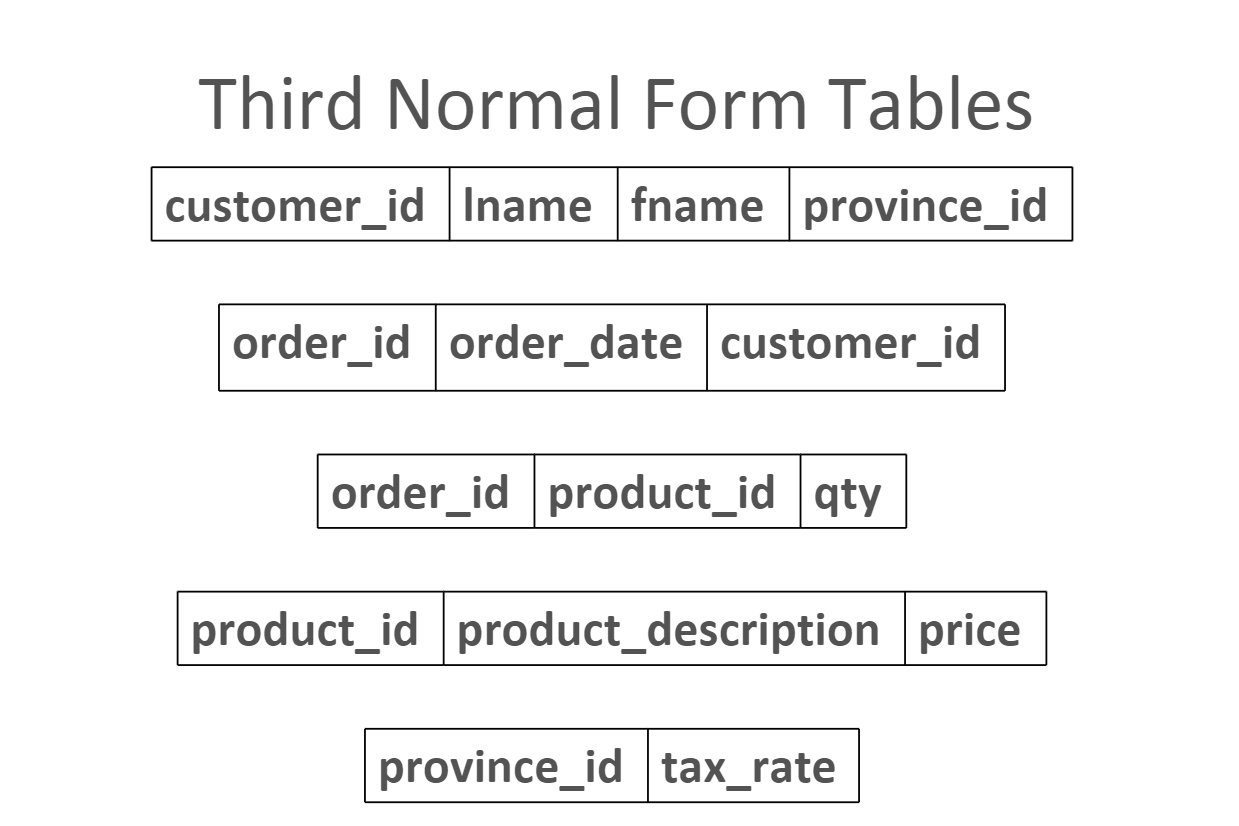 Third Normal Form Tables
customer_id lname fname province_id
order_id order_date customer_id
order_id product_id qty
product_id product_description price
province_id tax_rate